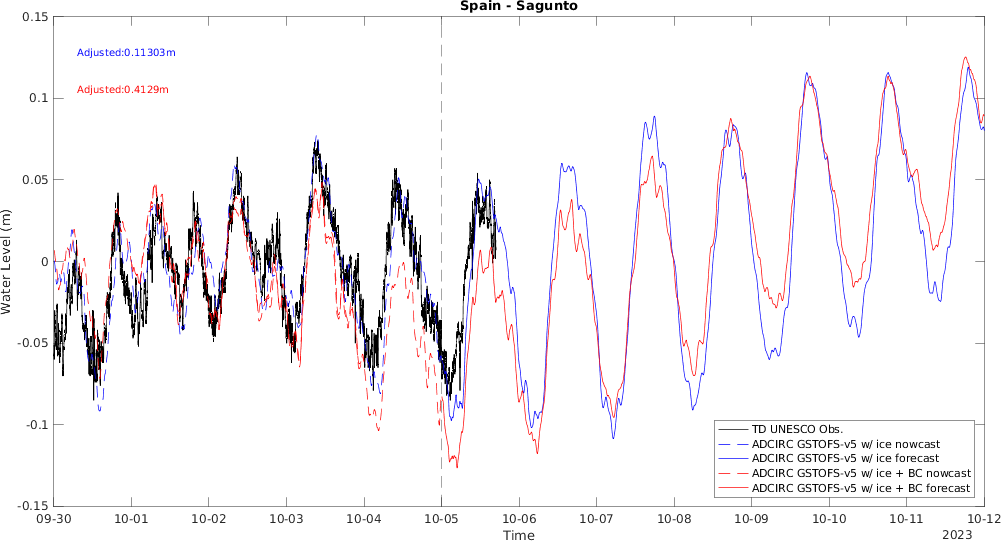 Spain - Sagunto
0.15
0.1
0.05
0
-0.05
-0.1
-0.15
Water Level (m)
Adjusted:0.11303m
Adjusted:0.4129m
TD UNESCO Obs.
ADCIRC GSTOFS-v5 w/ ice nowcast
ADCIRC GSTOFS-v5 w/ ice forecast
ADCIRC GSTOFS-v5 w/ ice + BC nowcast
ADCIRC GSTOFS-v5 w/ ice + BC forecast
09-30 10-01 10-02 10-03 10-04 10-05 10-06 10-07 10-08 10-09 10-10 10-11 10-12
Time
2023